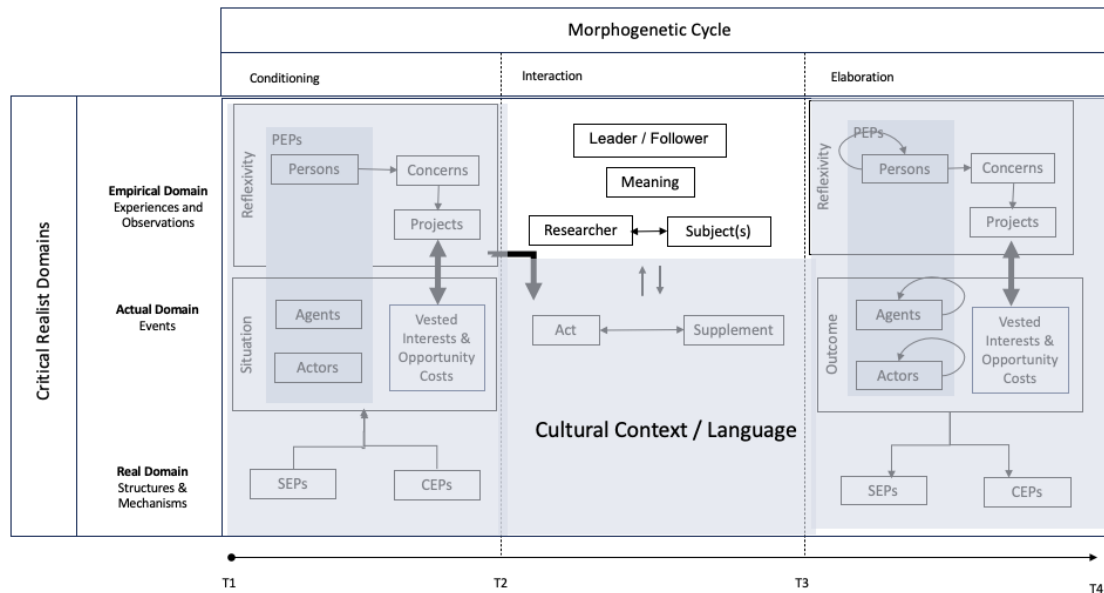 Morphogenetic Cycle
Conditioning
Interaction
Elaboration
Critical Realist Domains
Empirical Domain
Experiences and
Observations
Actual Domain
Events
Real Domain
Structures &
Mechanisms
Reflexivity
PEPs
Persons
Concerns
Projects
Situation
Agents
Actors
Vested
Interests &
Opportunity
Costs
SEPs
CEPs
Leader / Follower
Meaning
Researcher
Subject(s)
Act
Supplement
Cultural Context / Language
Reflexivity
PEPs
Persons
Concerns
Projects
Outcome
Agents
Actors
Vested
Interests &
Opportunity
Costs
SEPs
CEPs
T1
T2
T3
T4